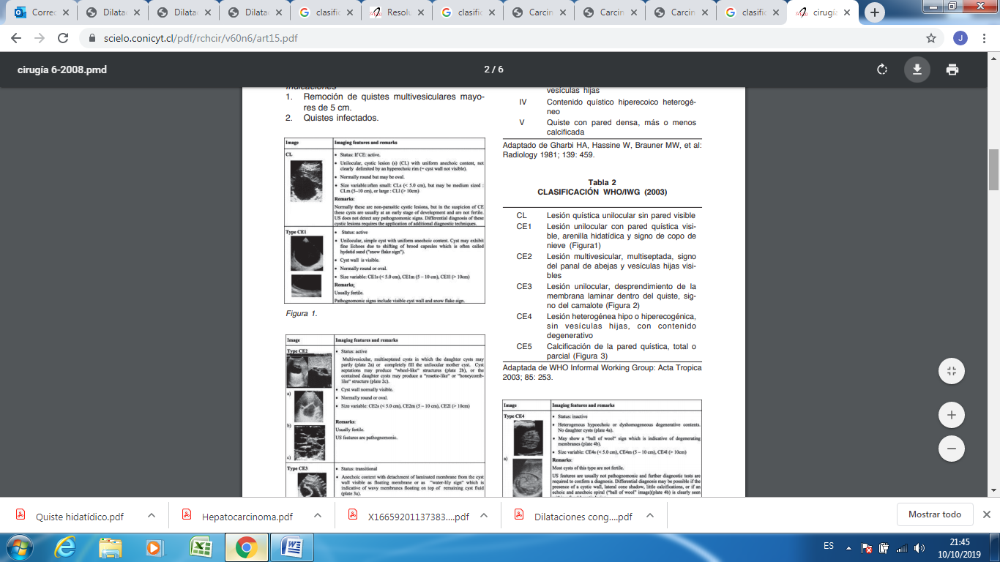 Correc
Dilatac
Dilatac
Dilatac
clasific
Resolu
clasific
Carcin
Carcin
Carcin
clasific
cirugía
scielo.conicyt.cl/pdf/rchcir/v60n6/art15.pdf
J
cirugía 6-2008.pmd
2 / 6
Indicaciones
1. Remoción de quistes multivesiculares mayo-
res de 5 cm.
2. Quistes infectados.
Image Imaging features and remarks
CL
• Status: If CE: active.
• Unilocular, cystic lesion (s) (CL) with uniform anechoic content, not
clearly delimited by an hyperechoic rim (= cyst wall not visible).
• Normally round but may be oval.
• Size variable:often small: CLs (< 5.0 cm), but may be medium sized :
CLm (5–10 cm), or large : CLl (> 10cm)
Remarks:
Normally these are non-parasitic cystic lesions, but in the suspicion of CE
these cysts are usually at an early stage of development and are not fertile.
US does not detect any pathognomonic signs. Differential diagnosis of these
cystic lesions requires the application of additional diagnostic techniques.
Type CE1
• Status: active
• Unilocular, simple cyst with uniform anechoic content. Cyst may exhibit
fine Echoes due to shifting of brood capsules which is often called
hydatid sand ("snow flake sign").
• Cyst wall is visible.
• Normally round or oval.
• Size variable: CE1s (< 5.0 cm), CE1m (5 – 10 cm), CE1l (> 10cm)
Remarks;
Usually fertile.
Pathognomonic signs include visible cyst wall and snow flake sign.
Figura 1.
Image Imaging features and remarks
Type CE2
• Status: active
Multivesicular, multiseptated cysts in which the daughter cysts may
partly (plate 2a) or completely fill the unilocular mother cyst. Cyst
septations may produce "wheel-like" structures (plate 2b), or the
contained daughter cysts may produce a "rosette-like" or "honeycomb-
like" structure (plate 2c).
• Cyst wall normally visible.
• Normally round or oval.
• Size variable: CE2s (< 5.0 cm), CE2m (5 – 10 cm), CE2l (> 10cm)
Remarks:
Usually fertile.
US features are pathognomonic.
a)
b)
c)
Type CE3
• Status: transitional
• Anechoic content with detachment of laminated membrane from the cyst
wall visible as floating membrane or as "water-lily sign" which is
indicative of wavy membranes floating on top of remaining cyst fluid
(plate 3a).
vesículas hijas
IV Contenido quístico hiperecoico heterogé-
neo
V Quiste con pared densa, más o menos
calcificada
Adaptado de Gharbi HA, Hassine W, Brauner MW, et al:
Radiology 1981; 139: 459.
Tabla 2
CLASIFICACIÓN WHO/IWG (2003)
CL Lesión quística unilocular sin pared visible
CE1 Lesión unilocular con pared quística visi-
ble, arenilla hidatídica y signo de copo de
nieve (Figura1)
CE2 Lesión multivesicular, multiseptada, signo
del panal de abejas y vesículas hijas visi-
bles
CE3 Lesión unilocular, desprendimiento de la
membrana laminar dentro del quiste, sig-
no del camalote (Figura 2)
CE4 Lesión heterogénea hipo o hiperecogénica,
sin vesículas hijas, con contenido
degenerativo
CE5 Calcificación de la pared quística, total o
parcial (Figura 3)
Adaptada de WHO Informal Working Group: Acta Tropica
2003; 85: 253.
Image Imaging features and remarks
Type CE4
• Status: inactive
• Heterogenous hypoechoic or dyshomogeneous degenerative contents.
No daughter cysts (plate 4a).
• May show a "ball of wool" sign which is indicative of degenerating
membranes (plate 4b).
• Size variable: CE4s (< 5.0 cm), CE4m (5 – 10 cm), CE4l (> 10cm)
Remarks:
Most cysts of this type are not fertile.
US features are usually not pathognomonic and further diagnostic tests are
required to confirm a diagnosis. Differential diagnosis may be possible if the
presence of a cystic wall, lateral cone shadow, little calcifications, or if an
echoic and anechoic spiral ("ball of wool" image)(plate 4b) is clearly seen
a)
Quiste hidatídico.pdf
Hepatocarcinoma.pdf
X16659201137383....pdf
Dilataciones cong....pdf
Mostrar todo
ES
21:45
10/10/2019